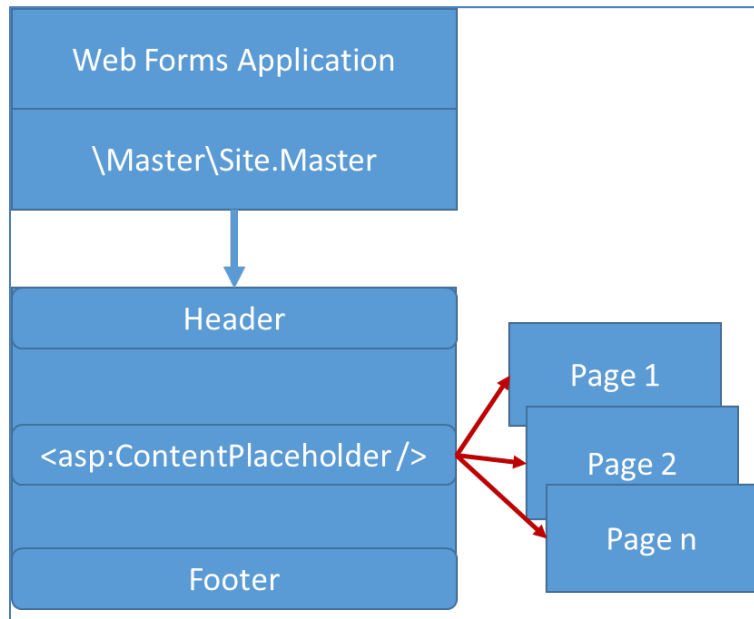 Web Forms Application
\Master\Site.Master
Header
<asp:ContentPlaceholder />
Footer
Page 1
Page 2
Page n